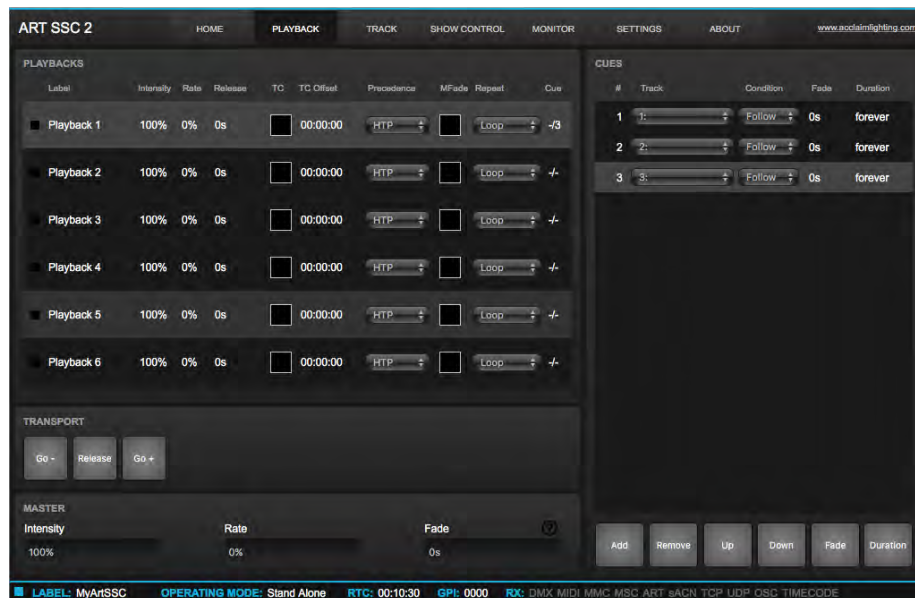 ART SSC 2 HOME PLAYBACK TRACK SHOW CONTROL MONITOR SETTINGS ABOUT www.acclaimlighting.com
PLAYBACKS
Label Intensity Rate Release TC TC Offset Precedence MFade Repeat Cue
Playback 1 100% 0% 0s 00:00:00 HTP Loop -/3
Playback 2 100% 0% 0s 00:00:00 HTP Loop -/-
Playback 3 100% 0% 0s 00:00:00 HTP Loop -/-
Playback 4 100% 0% 0s 00:00:00 HTP Loop -/-
Playback 5 100% 0% 0s 00:00:00 HTP Loop -/-
Playback 6 100% 0% 0s 00:00:00 HTP Loop -/-
TRANSPORT
Go - Release Go +
MASTER
Intensity Rate Fade ?
100% 0% 0s
CUES
# Track Condition Fade Duration
1 1: Follow 0s forever
2 2: Follow 0s forever
3 3: Follow 0s forever
Add Remove Up Down Fade Duration
LABEL: MyArtSSC OPERATING MODE: Stand Alone RTC: 00:10:30 GPI: 0000 RX: DMX MIDI MMC MSC ART sACN TCP UDP OSC TIMECODE